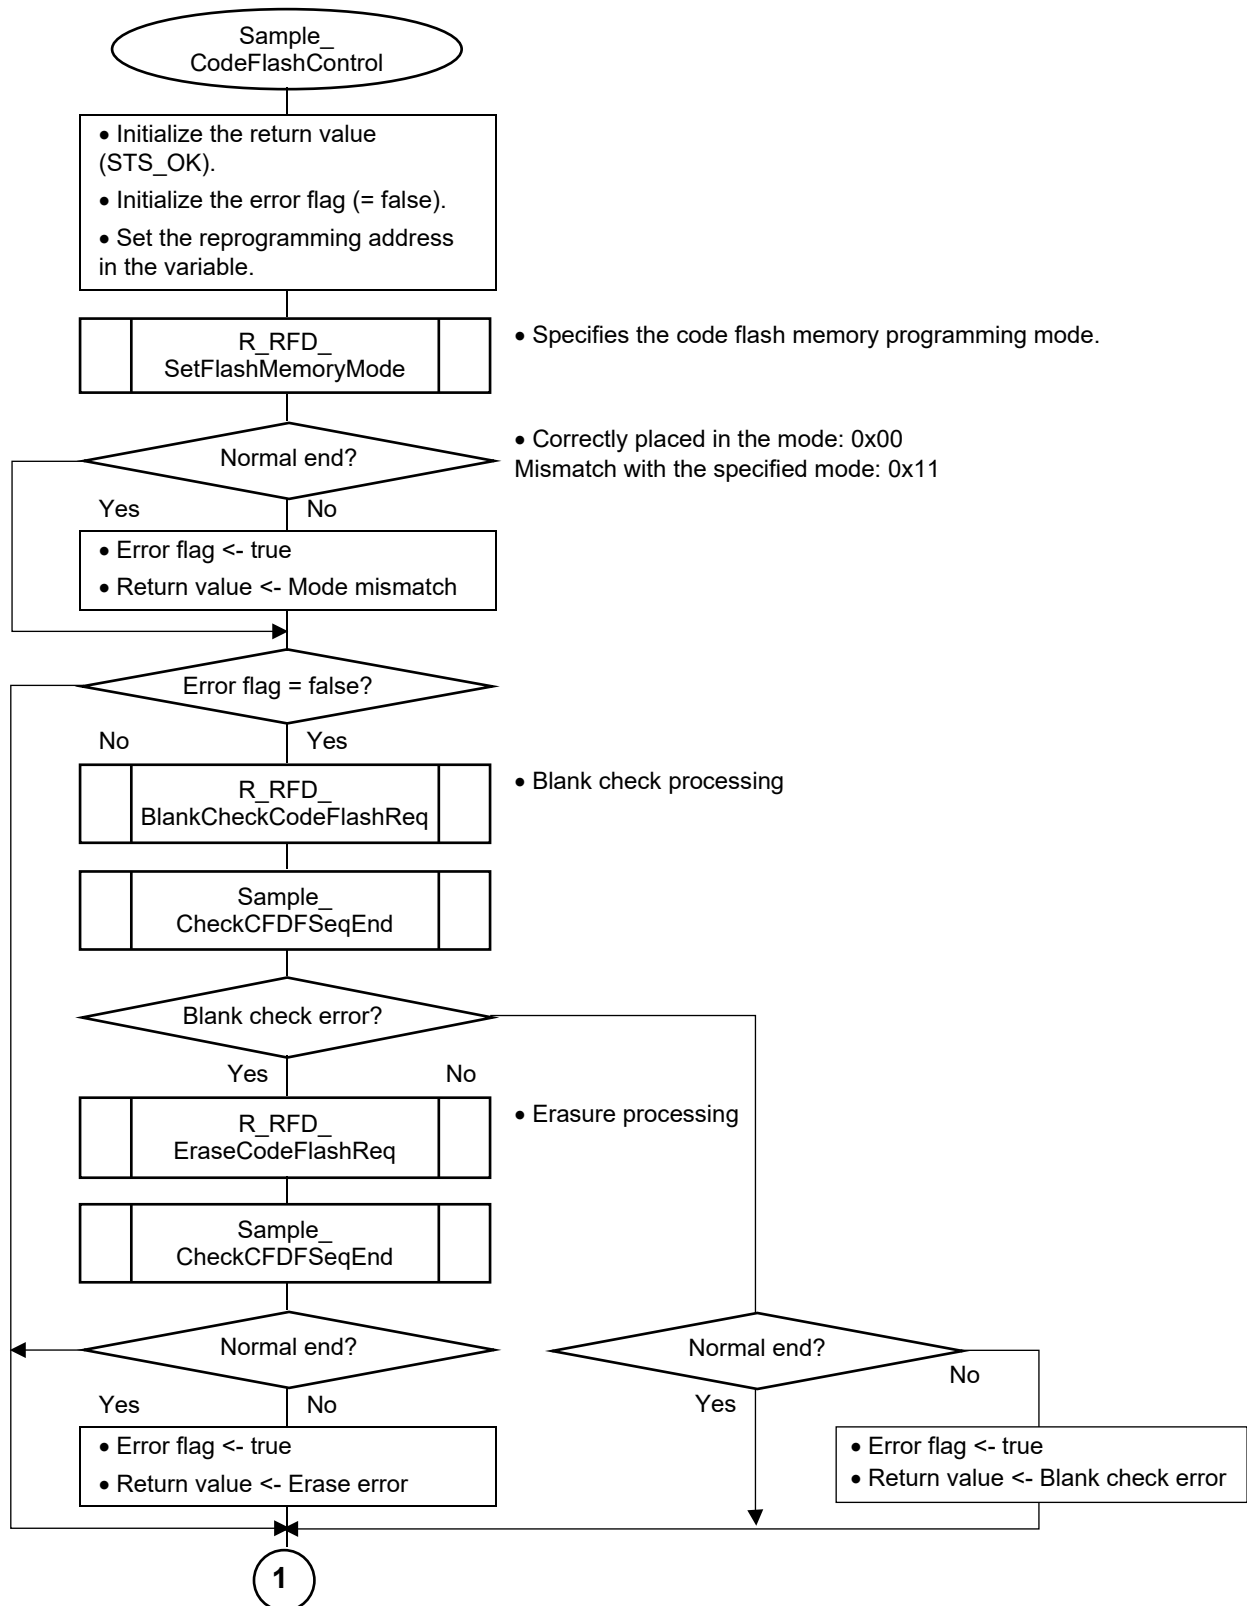 Sample_
CodeFlashControl
• Initialize the return value
(STS_OK).
• Initialize the error flag (= false).
• Set the reprogramming address
in the variable.
R_RFD_
SetFlashMemoryMode
• Specifies the code flash memory programming mode.
Normal end?
• Correctly placed in the mode: 0x00
Mismatch with the specified mode: 0x11
Yes
No
• Error flag <- true
• Return value <- Mode mismatch
Error flag = false?
No
Yes
R_RFD_
BlankCheckCodeFlashReq
• Blank check processing
Sample_
CheckCFDFSeqEnd
Blank check error?
Yes
No
R_RFD_
EraseCodeFlashReq
• Erasure processing
Sample_
CheckCFDFSeqEnd
Normal end?
Normal end?
No
Yes
Yes
No
• Error flag <- true
• Return value <- Erase error
• Error flag <- true
• Return value <- Blank check error
1